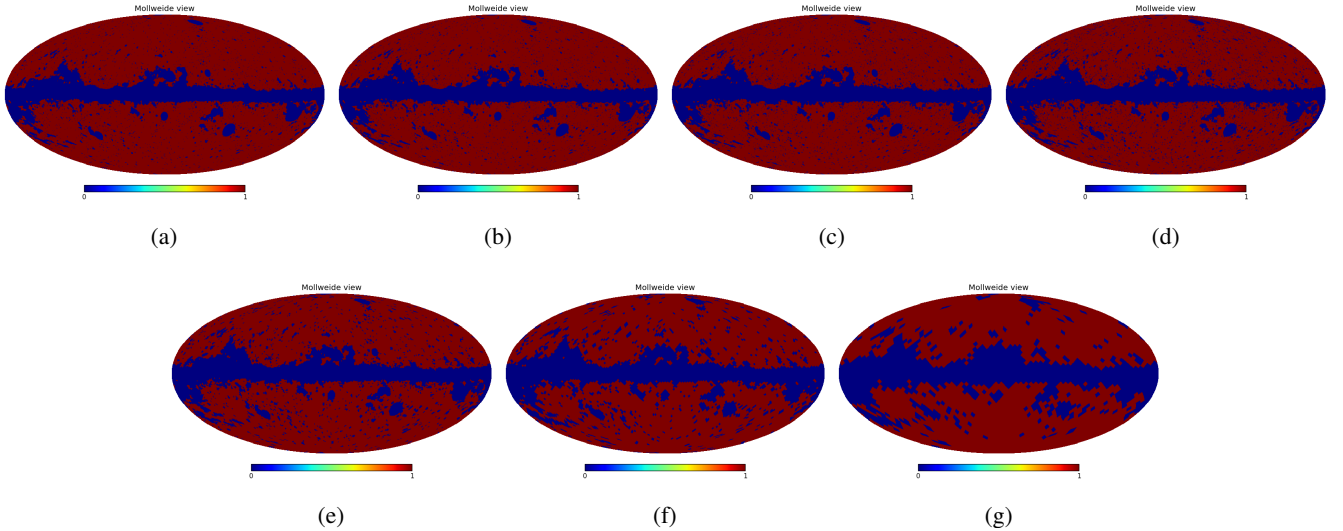 Mollweide view Mollweide view Mollweide view Mollweide view
0 1 0 1 0 1 0 1
(a) (b) (c) (d)
Mollweide view Mollweide view Mollweide view
0 1 0 1 0 1
(e) (f) (g)